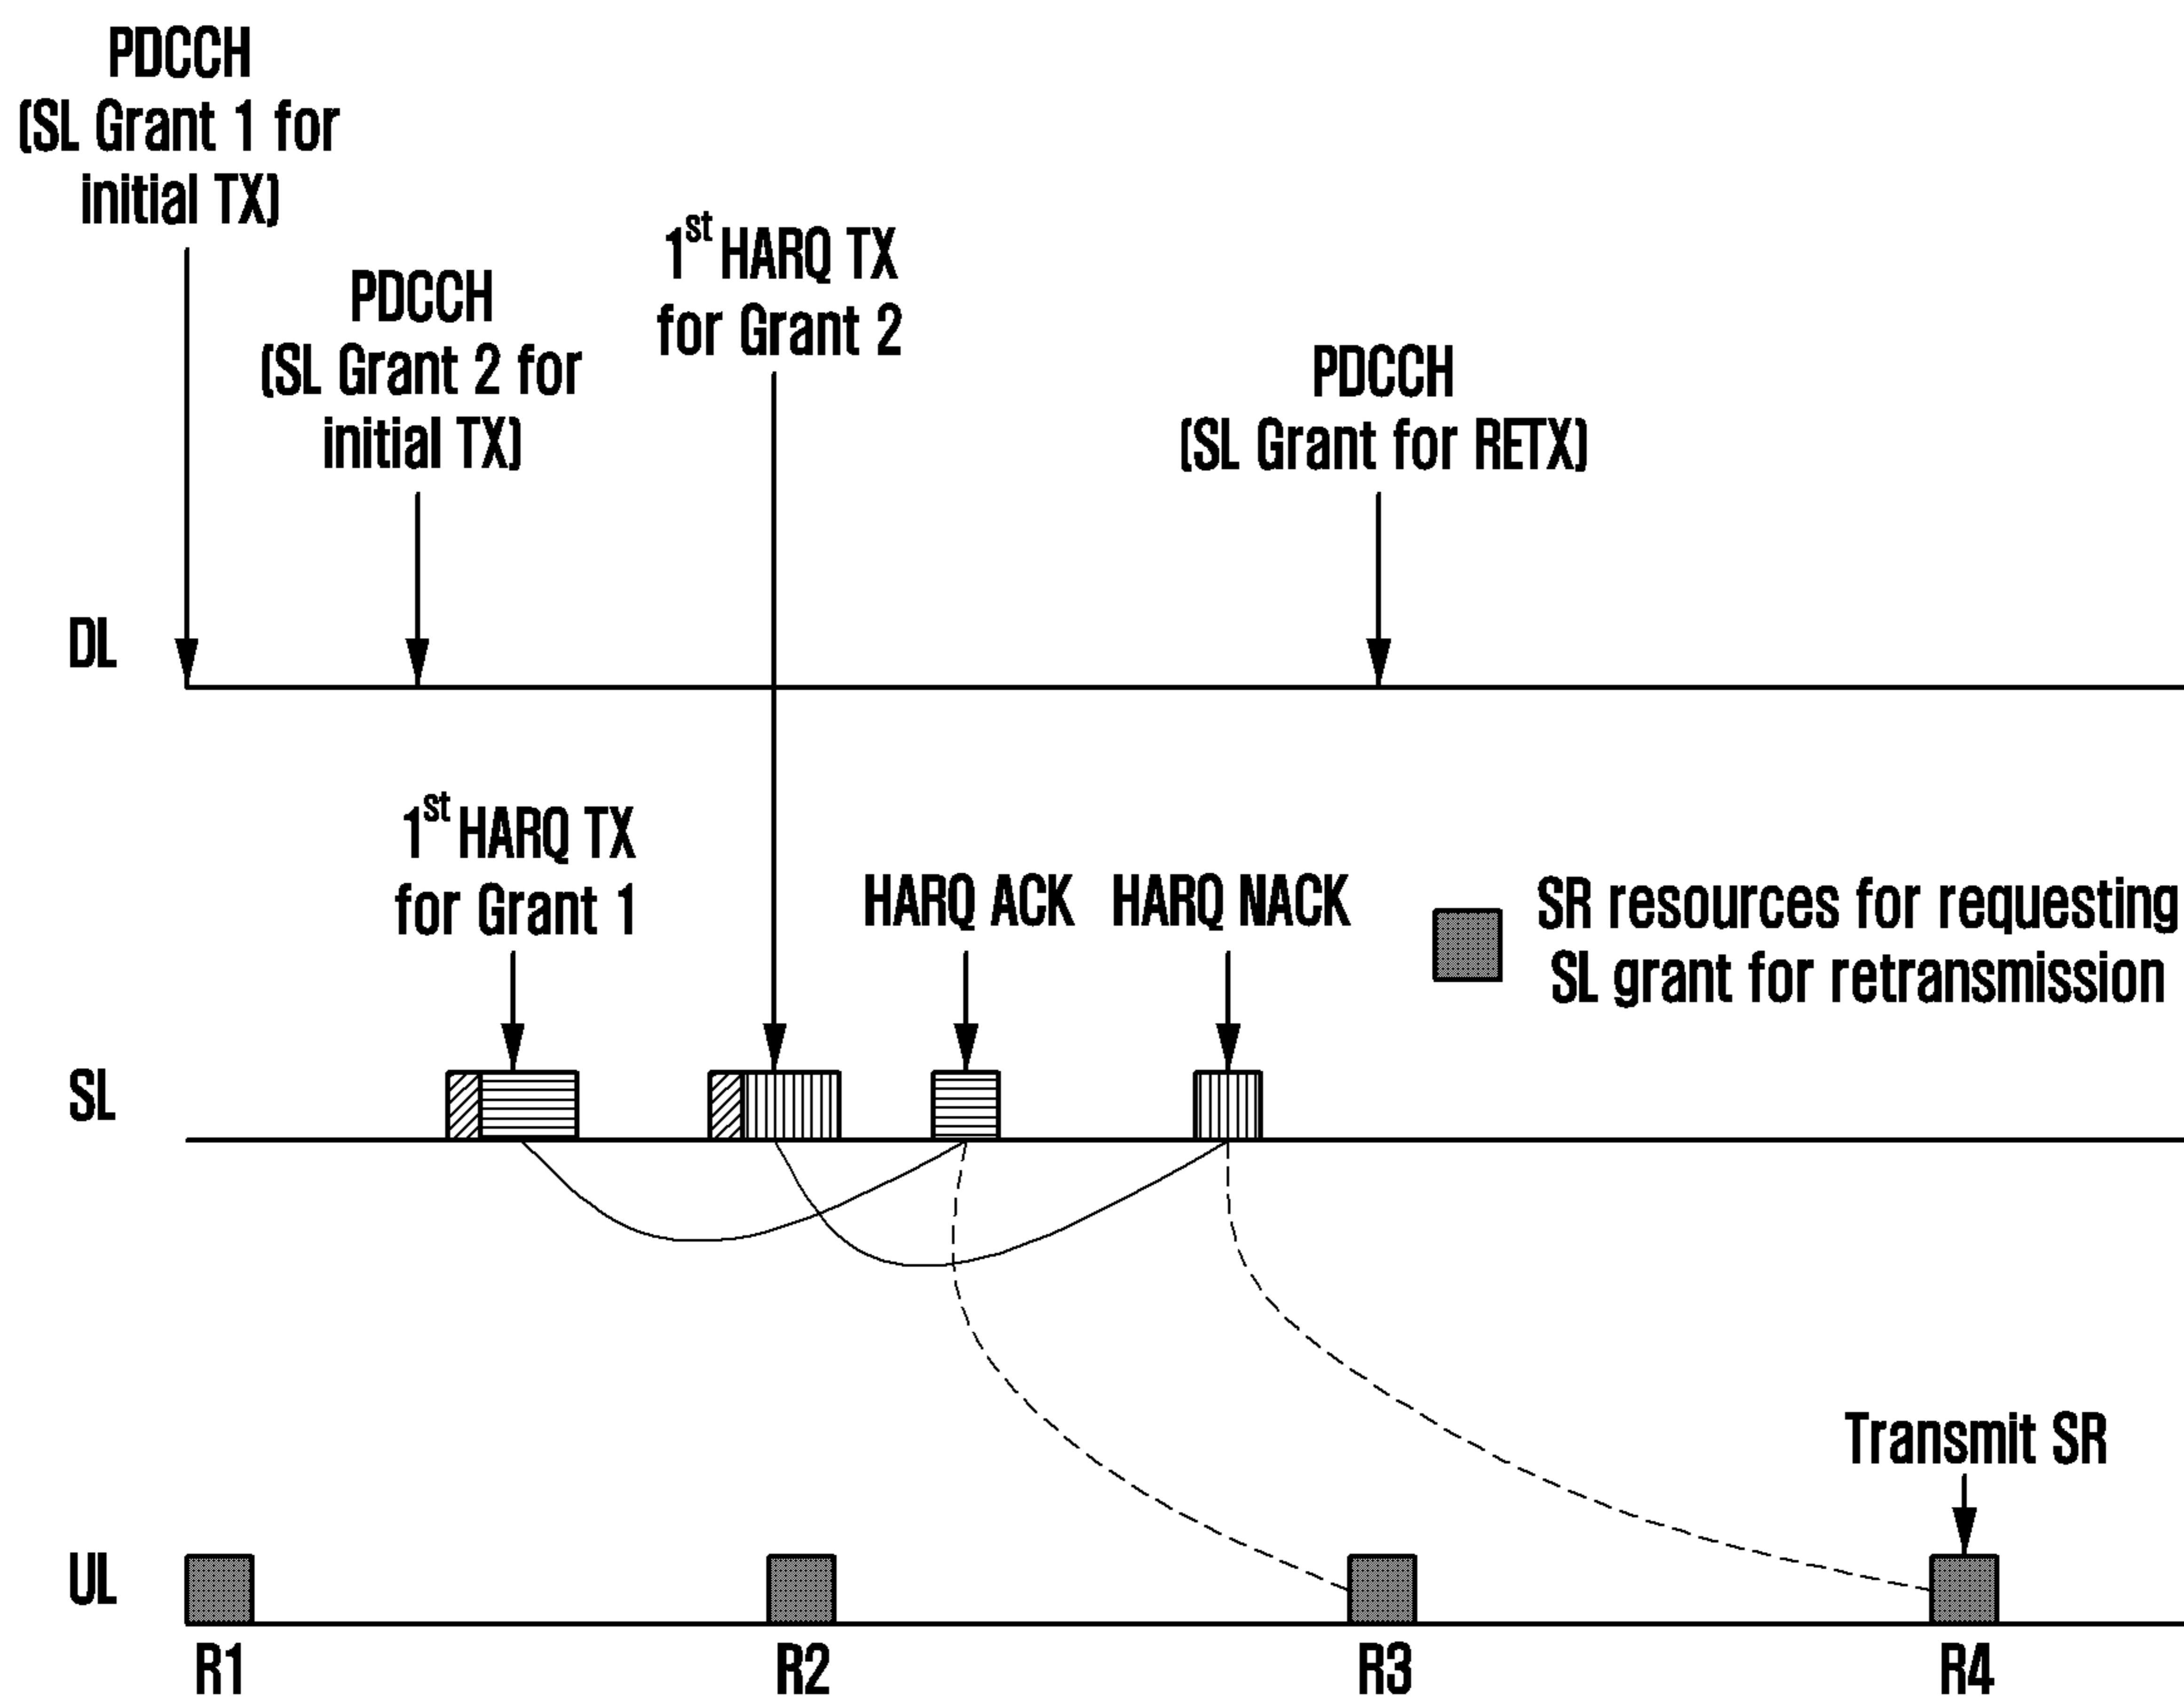 PDCCH
(SL Grant 1 for
initial TX)
PDCCH
(SL Grant 2 for
initial TX)
1st HARQ TX
for Grant 2
PDCCH
(SL Grant for RETX)
DL
1st HARQ TX
for Grant 1
HARQ ACK
HARQ NACK
SR resources for requesting
SL grant for retransmission
SL
Transmit SR
UL
R1
R2
R3
R4